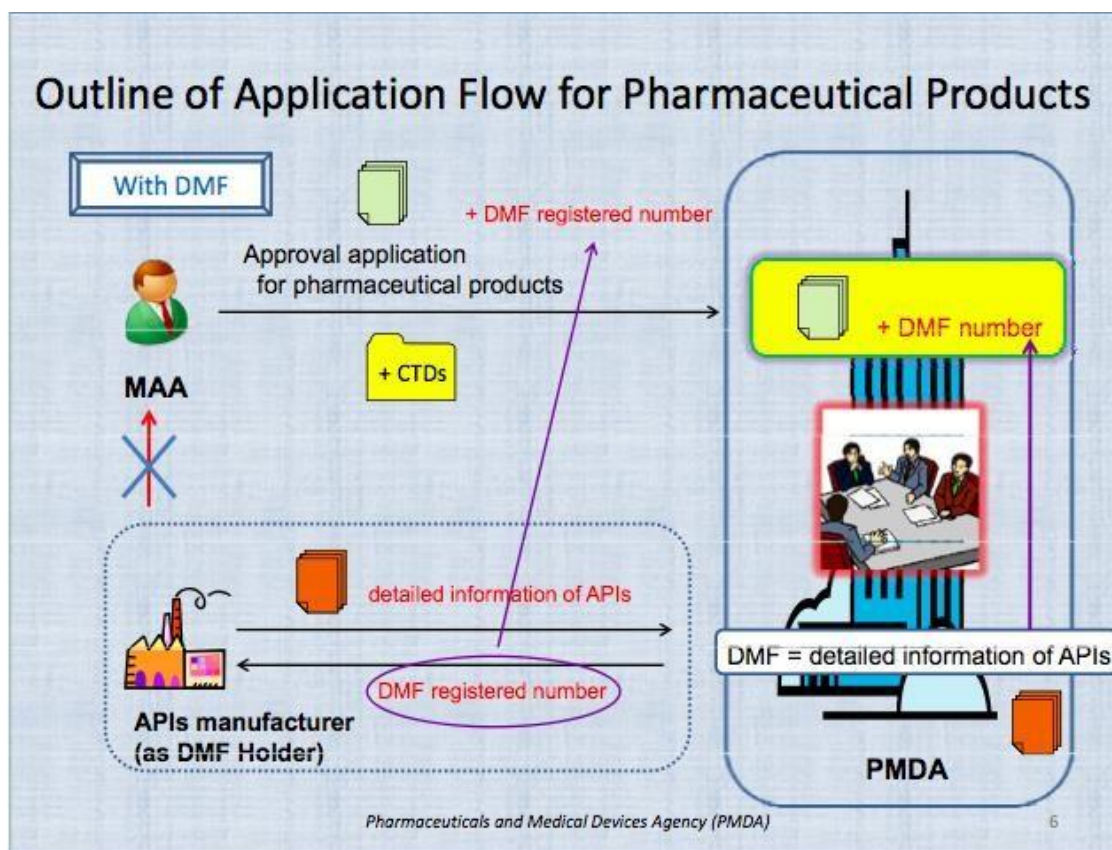 Outline of Application Flow for Pharmaceutical Products
With DMF
+ DMF registered number
Approval application
for pharmaceutical products
+ CTDs
MAA
+ DMF number
detailed information of APIs
DMF registered number
APIs manufacturer
(as DMF Holder)
DMF = detailed information of APIs
PMDA
Pharmaceuticals and Medical Devices Agency (PMDA)
6